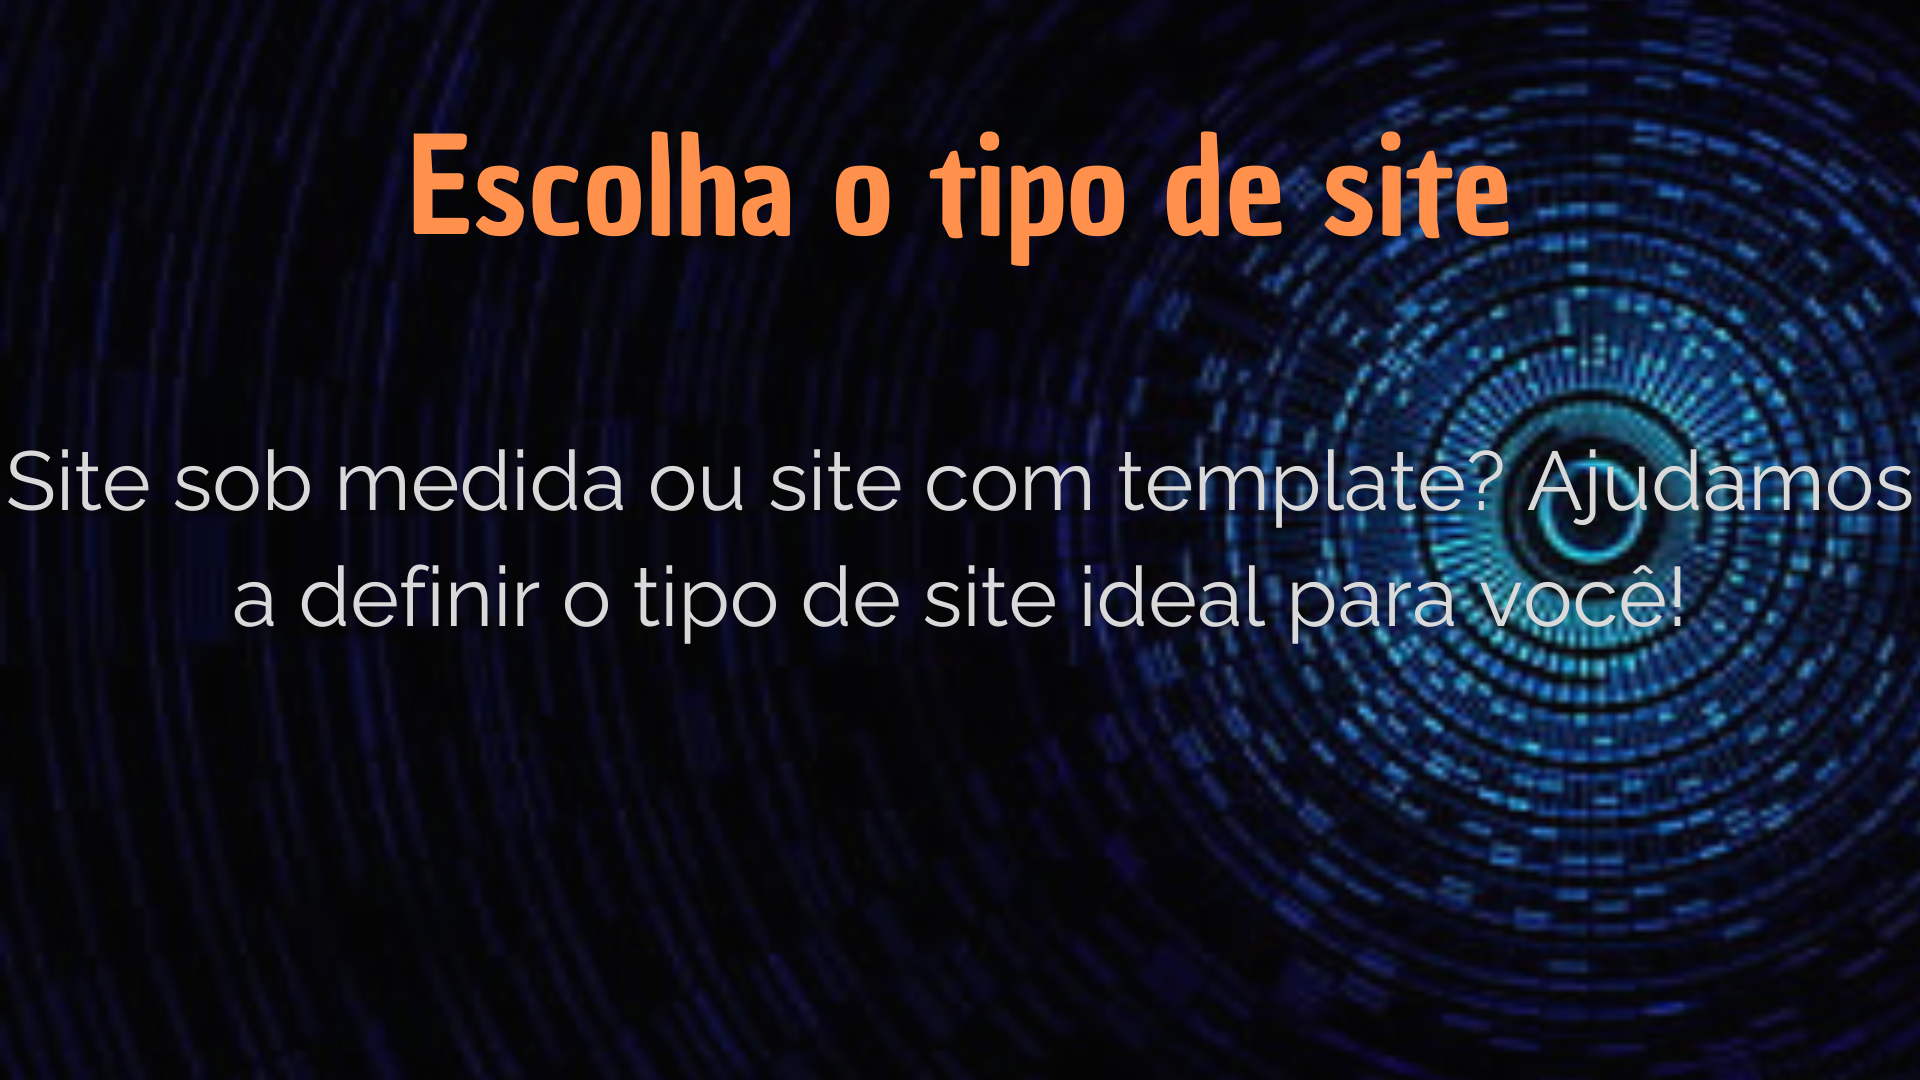 Escolha o tipo de site
Site sob medida ou site com template? Ajudamos
a definir o tipo de site ideal para você!